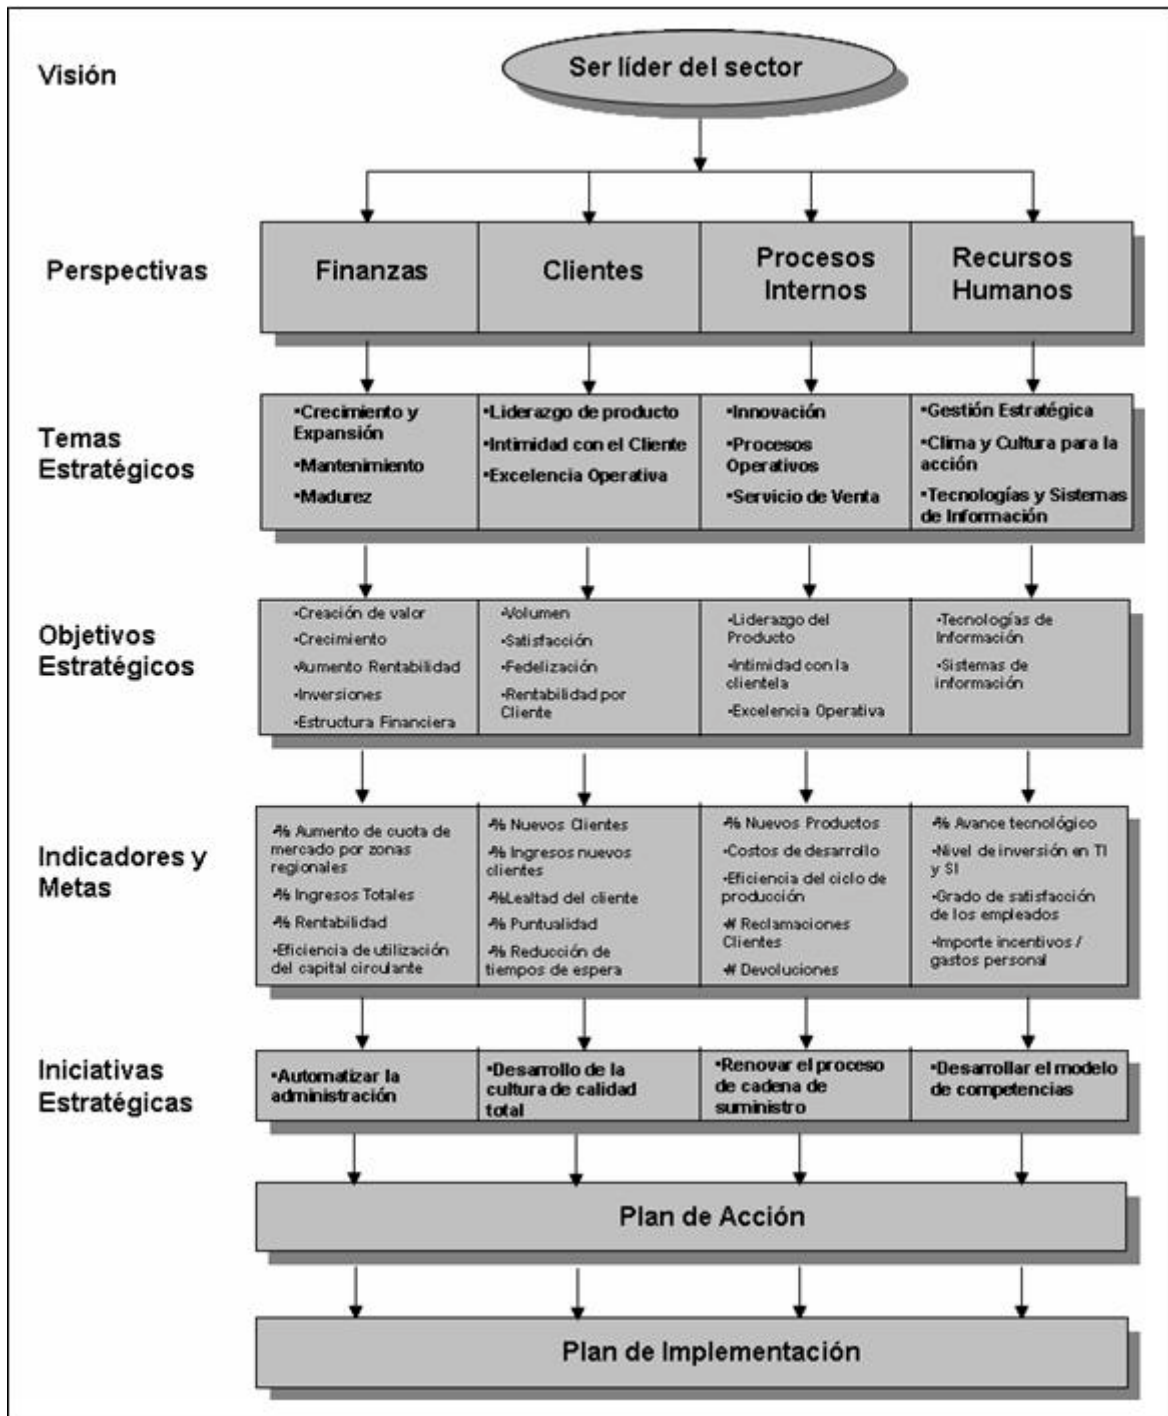 Visión
Ser líder del sector
Perspectivas
Finanzas
Clientes
Procesos
Internos
Recursos
Humanos
Temas
Estratégicos
•Crecimiento y
Expansión
•Mantenimiento
•Madurez
•Liderazgo de producto
•Intimidad con el Cliente
•Excelencia Operativa
•Innovación
•Procesos
Operativos
•Servicio de Venta
•Gestión Estratégica
•Clima y Cultura para la
acción
•Tecnologías y Sistemas
de Información
Objetivos
Estratégicos
•Creación de valor
•Crecimiento
•Aumento Rentabilidad
•Inversiones
•Estructura Financiera
•Volumen
•Satisfacción
•Fedelización
•Rentabilidad por
Cliente
•Liderazgo del
Producto
•Intimidad con la
clientela
•Excelencia Operativa
•Tecnologías de
Información
•Sistemas de
información
Indicadores y
Metas
•% Aumento de cuota de
mercado por zonas
regionales
•% Ingresos Totales
•% Rentabilidad
•Eficiencia de utilización
del capital circulante
•% Nuevos Clientes
•% Ingresos nuevos
clientes
•%Lealtad del cliente
•% Puntualidad
•% Reducción de
tiempos de espera
•% Nuevos Productos
•Costos de desarrollo
•Eficiencia del ciclo de
producción
•# Reclamaciones
Clientes
•# Devoluciones
•% Avance tecnológico
•Nivel de inversión en TI
y SI
•Grado de satisfacción
de los empleados
•Importe incentivos /
gastos personal
Iniciativas
Estratégicas
•Automatizar la
administración
•Desarrollo de la
cultura de calidad
total
•Renovar el proceso
de cadena de
suministro
•Desarrollar el modelo
de competencias
Plan de Acción
Plan de Implementación